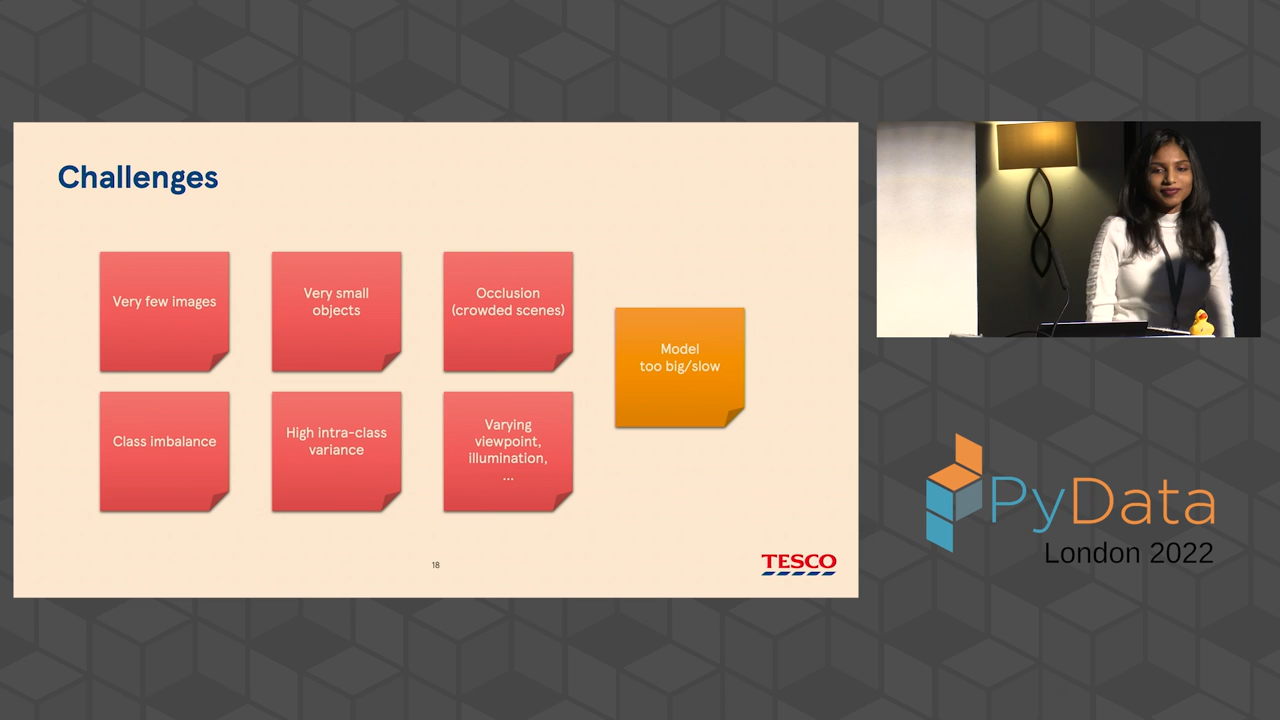 Challenges
Very few images
Very small
objects
Occlusion
(crowded scenes)
Model
too big/slow
Class imbalance
High intra-class
variance
Varying
viewpoint,
illumination,
...
18
TESCO
PyData
London 2022